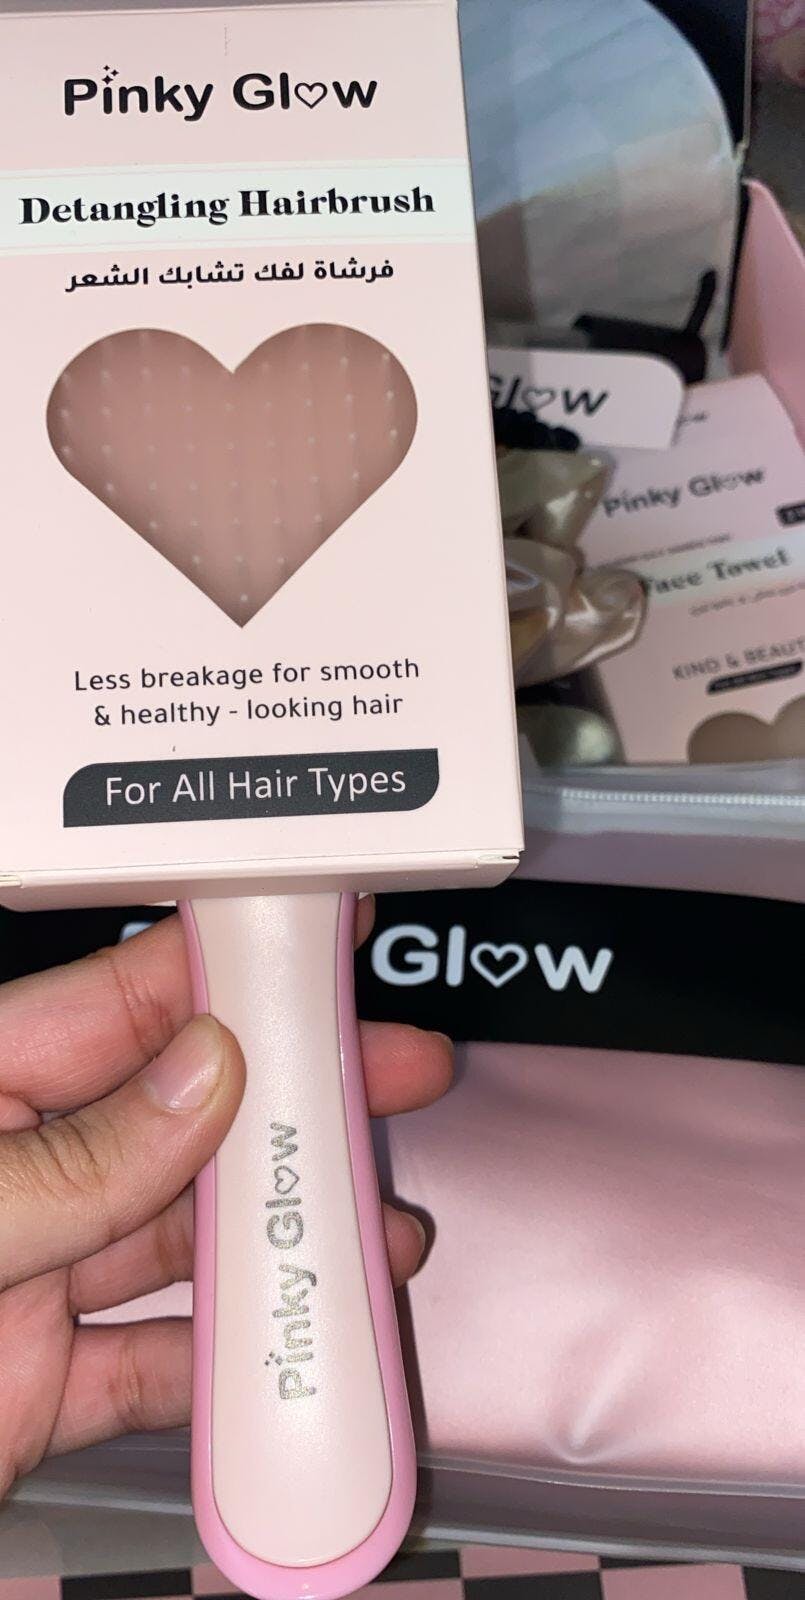 Pinky Glow
Detangling Hairbrush
فرشاة لفك تشابك الشعر
Less breakage for smooth
& healthy - looking hair
For All Hair Types
Pinky Glow
Glow
Pinky Glow
Face Towel
KIND & BEAUT
Glow